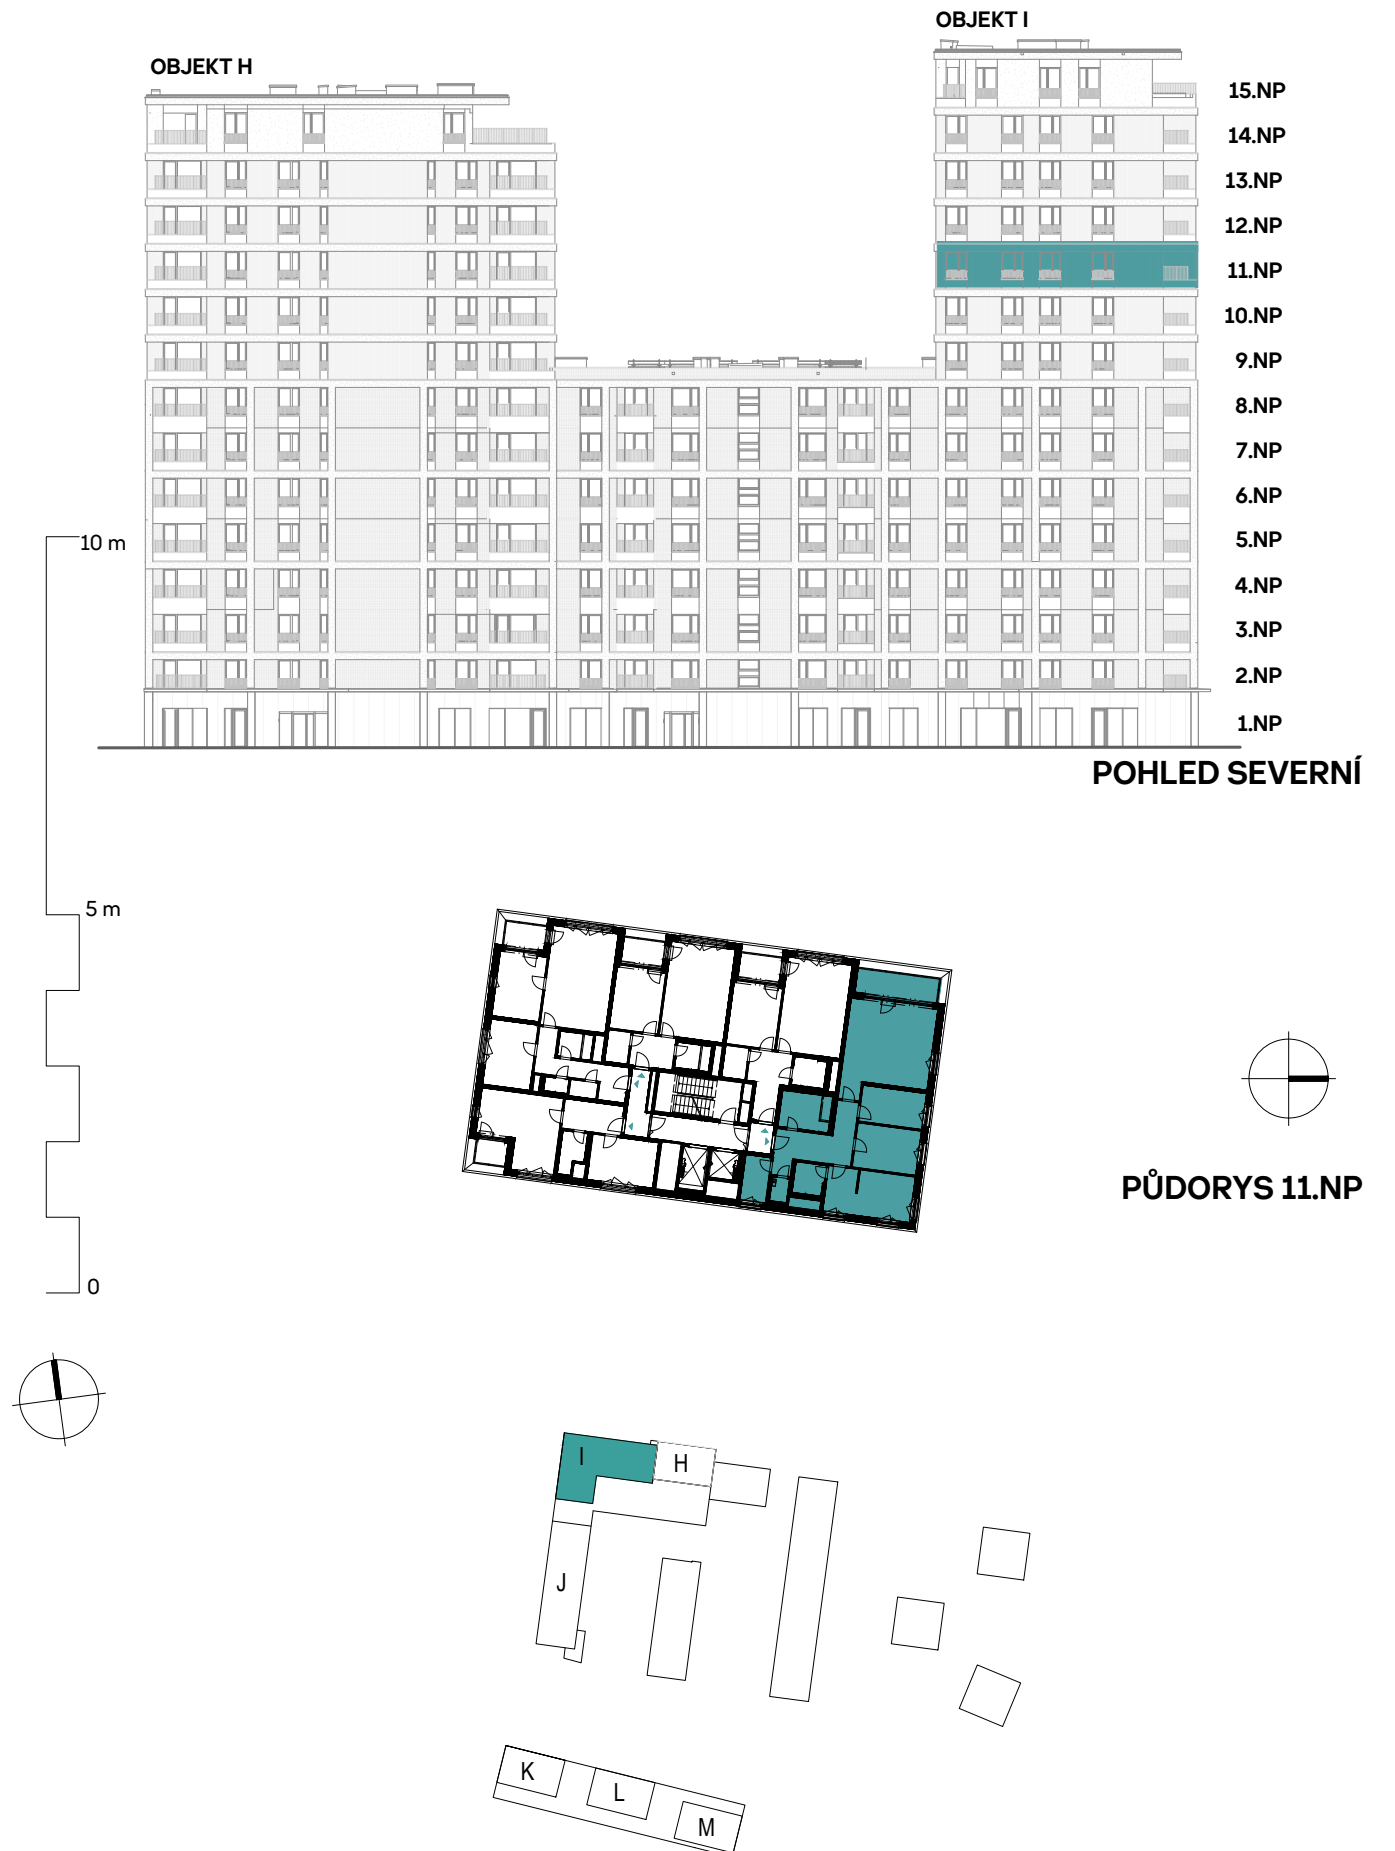 OBJEKT I
OBJEKT H
15.NP
14.NP
13.NP
12.NP
11.NP
10.NP
9.NP
8.NP
7.NP
6.NP
5.NP
4.NP
3.NP
2.NP
1.NP
10 m
POHLED SEVERNÍ
5 m
PŮDORYS 11.NP
0
I
H
J
K
L
M